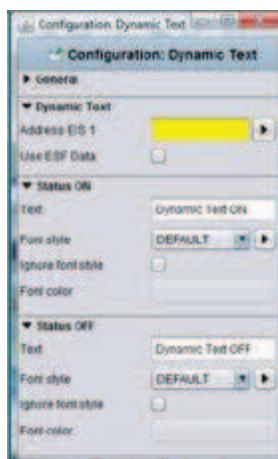 Configuration Dynamic Text
Configuration: Dynamic Text
General
Dynamic Text
Address EIS 1
Use ESF Data
Status ON
Text Dynamic Text ON
Font style DEFAULT
Ignore font style
Font color
Status OFF
Text Dynamic Text OFF
Font style DEFAULT
Ignore font style
Font color